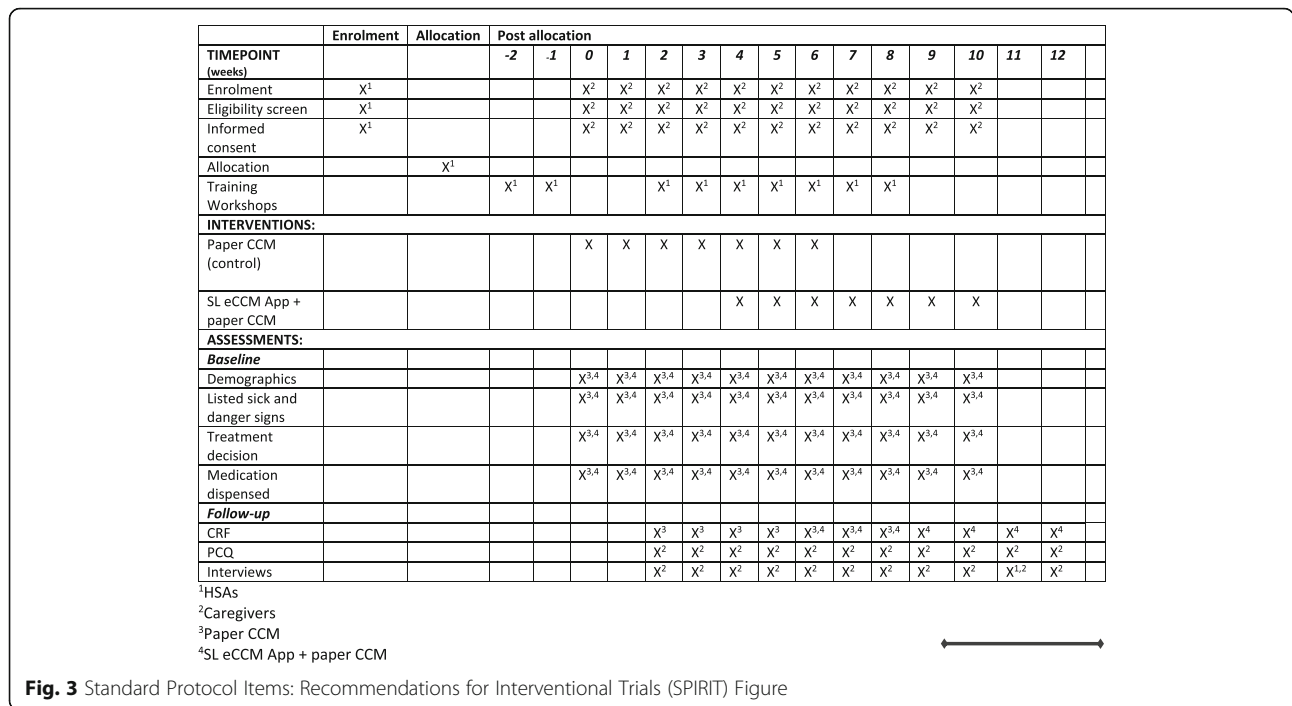 Enrolment Allocation Post allocation
TIMEPOINT -2 -1 0 1 2 3 4 5 6 7 8 9 10 11 12
(weeks)
Enrolment X¹ X² X² X² X² X² X² X² X² X² X² X²
Eligibility screen X¹ X² X² X² X² X² X² X² X² X² X² X²
Informed X¹ X² X² X² X² X² X² X² X² X² X² X²
consent
Allocation X¹
Training X¹ X¹ X¹ X¹ X¹ X¹ X¹ X¹ X¹
Workshops
INTERVENTIONS:
Paper CCM X X X X X X X
(control)
SL eCCM App + X X X X X X X
paper CCM
ASSESSMENTS:
Baseline
Demographics X³,⁴ X³,⁴ X³,⁴ X³,⁴ X³,⁴ X³,⁴ X³,⁴ X³,⁴ X³,⁴ X³,⁴ X³,⁴
Listed sick and X³,⁴ X³,⁴ X³,⁴ X³,⁴ X³,⁴ X³,⁴ X³,⁴ X³,⁴ X³,⁴ X³,⁴ X³,⁴
danger signs
Treatment X³,⁴ X³,⁴ X³,⁴ X³,⁴ X³,⁴ X³,⁴ X³,⁴ X³,⁴ X³,⁴ X³,⁴ X³,⁴
decision
Medication X³,⁴ X³,⁴ X³,⁴ X³,⁴ X³,⁴ X³,⁴ X³,⁴ X³,⁴ X³,⁴ X³,⁴ X³,⁴
dispensed
Follow-up
CRF X³ X³ X³ X³ X³,⁴ X³,⁴ X³,⁴ X⁴ X⁴ X⁴ X⁴
PCQ X² X² X² X² X² X² X² X² X² X² X²
Interviews X² X² X² X² X² X² X² X² X² X¹,² X²
¹HSAs
²Caregivers
³Paper CCM
⁴SL eCCM App + paper CCM
Fig. 3 Standard Protocol Items: Recommendations for Interventional Trials (SPIRIT) Figure